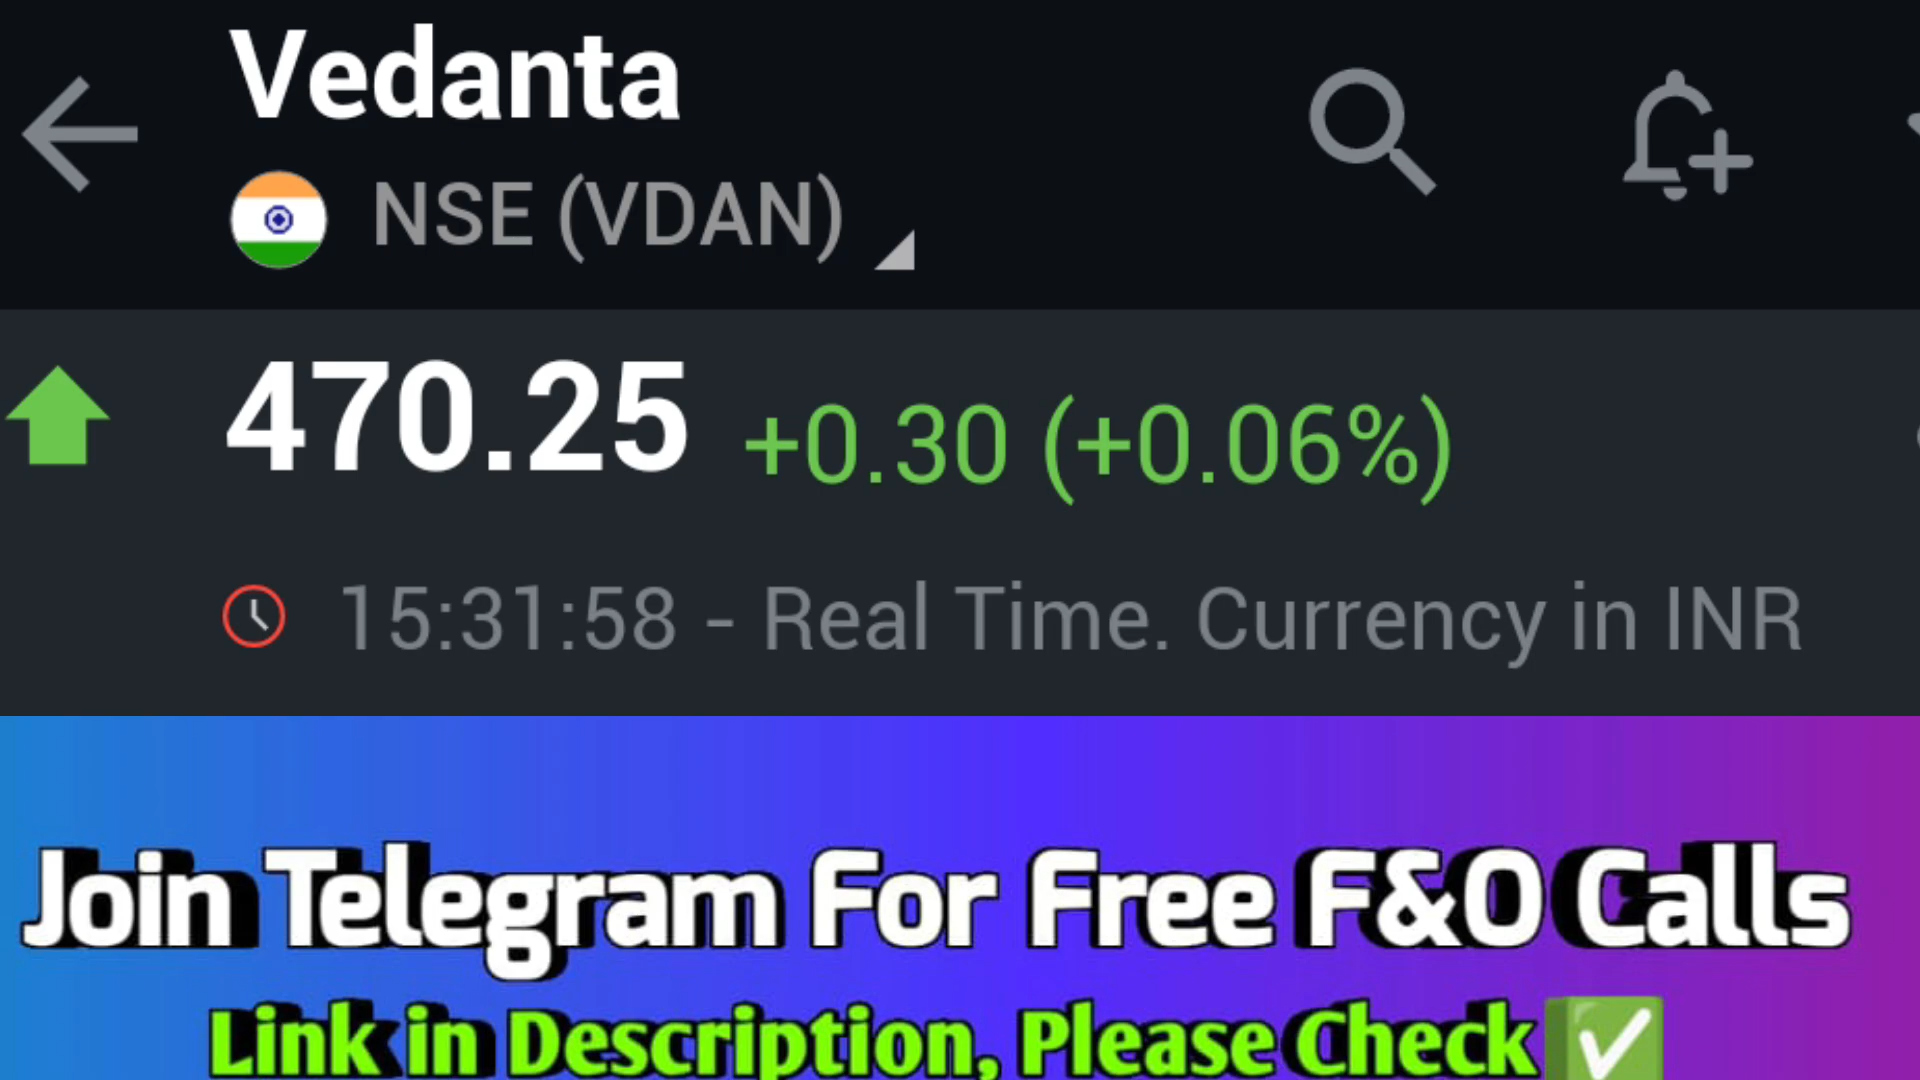 Vedanta
NSE (VDAN)
470.25 +0.30 (+0.06%)
15:31:58 - Real Time. Currency in INR
Join Telegram For Free F&O Calls
Link in Description, Please Check ✅